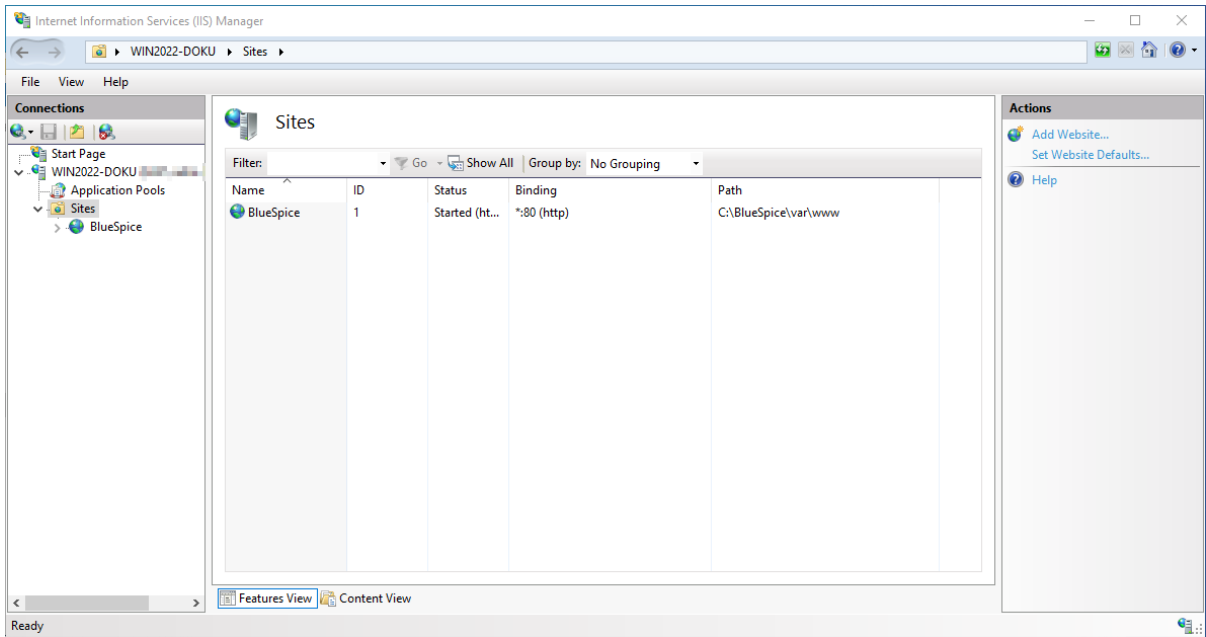 Internet Information Services (IIS) Manager
WIN2022-DOKU Sites
File View Help
Connections
Start Page
WIN2022-DOKU
Application Pools
Sites
BlueSpice
Sites
Filter: Go Show All Group by: No Grouping
Name ID Status Binding Path
BlueSpice 1 Started (ht... *:80 (http) C:\BlueSpice\var\www
Features View Content View
Actions
Add Website...
Set Website Defaults...
Help
Ready